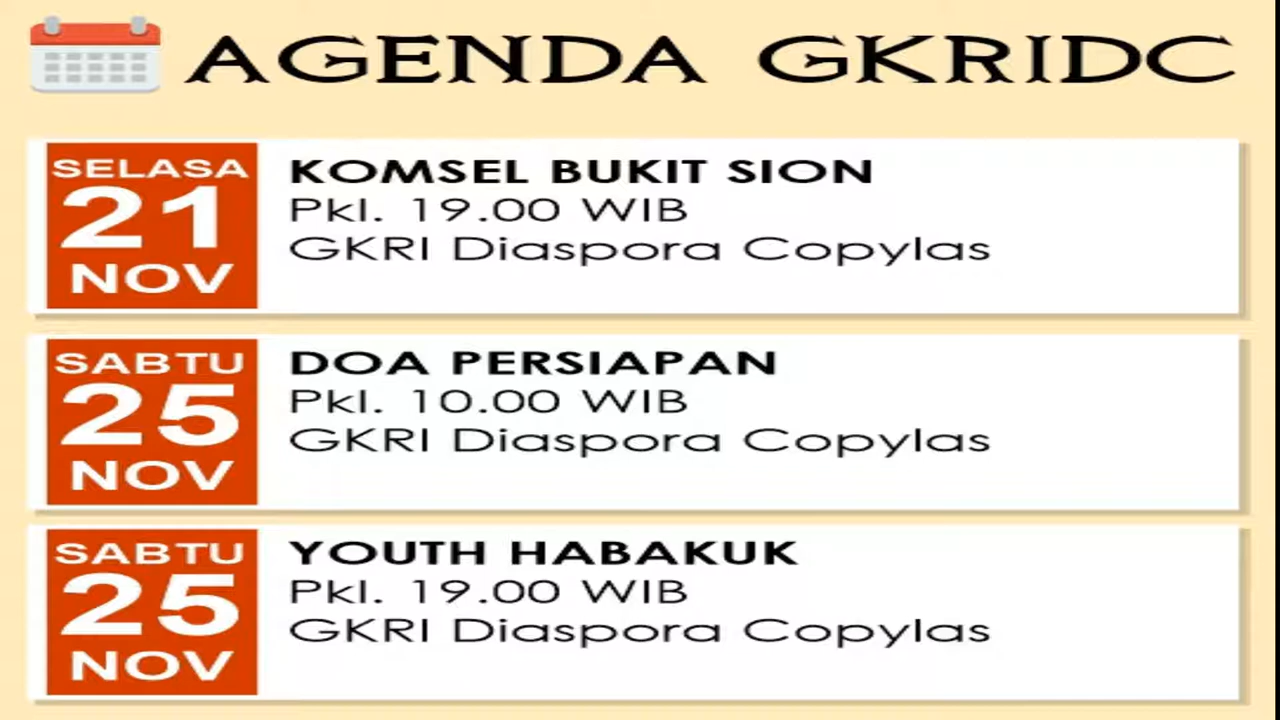 AGENDA GKRIDC
SELASA
21
NOV
KOMSEL BUKIT SION
Pkl. 19.00 WIB
GKRI Diaspora Copylas
SABTU
25
NOV
DOA PERSIAPAN
Pkl. 10.00 WIB
GKRI Diaspora Copylas
SABTU
25
NOV
YOUTH HABAKUK
Pkl. 19.00 WIB
GKRI Diaspora Copylas